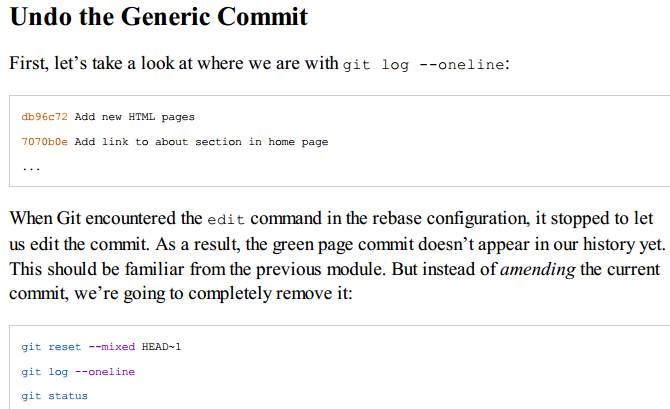 Undo the Generic Commit
First, let’s take a look at where we are with git log --oneline:
db96c72 Add new HTML pages
7070b0e Add link to about section in home page
...
When Git encountered the edit command in the rebase configuration, it stopped to let
us edit the commit. As a result, the green page commit doesn’t appear in our history yet.
This should be familiar from the previous module. But instead of amending the current
commit, we’re going to completely remove it:
git reset --mixed HEAD~1
git log --oneline
git status